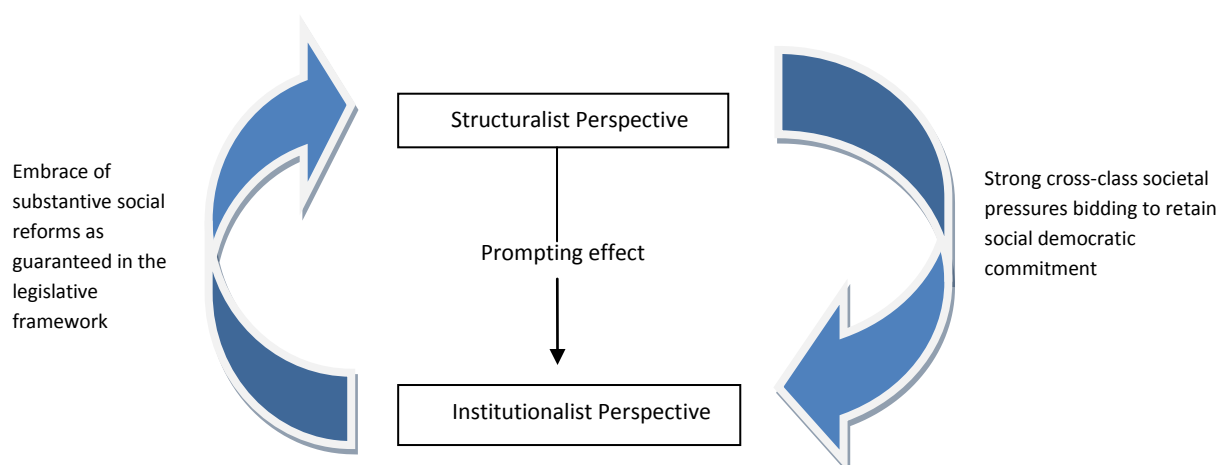 Structuralist Perspective
Embrace of
substantive social
reforms as
guaranteed in the
legislative
framework
Strong cross-class societal
pressures bidding to retain
social democratic
commitment
Prompting effect
Institutionalist Perspective